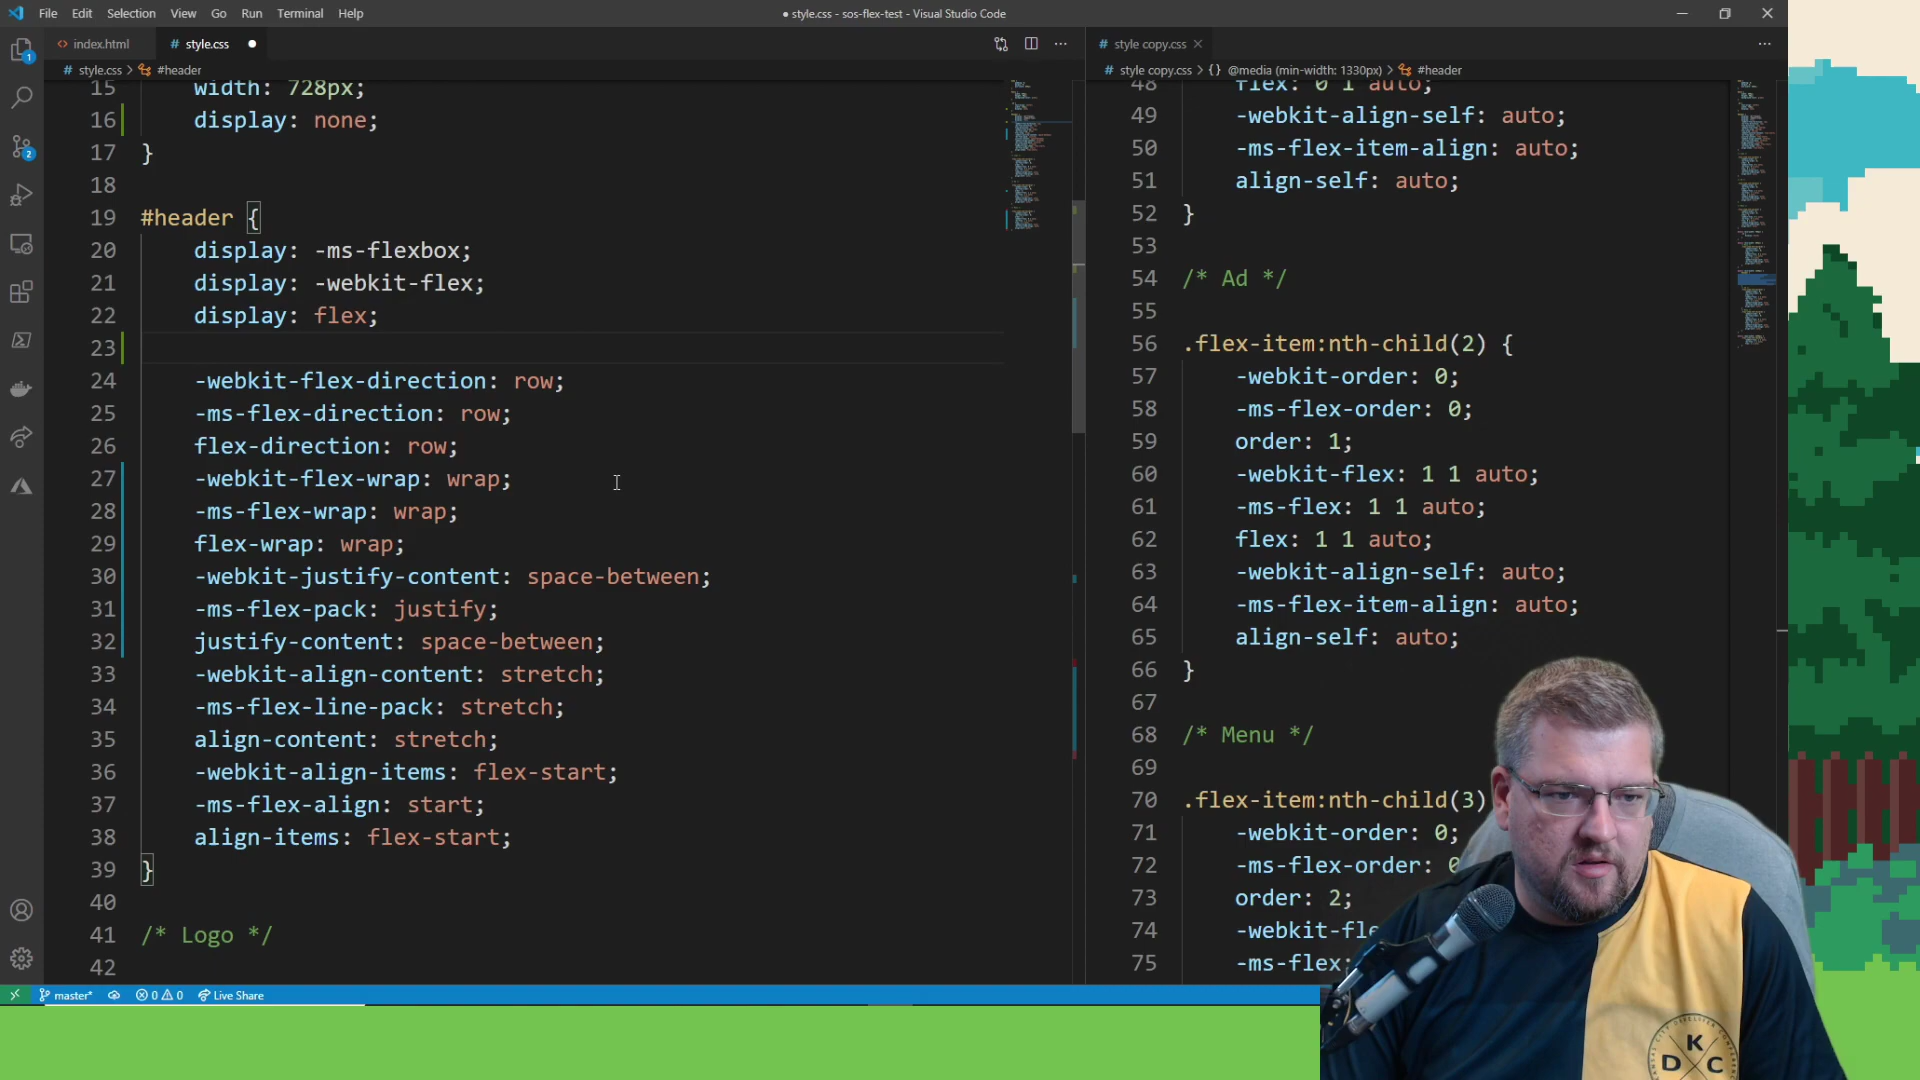 File Edit Selection View Go Run Terminal Help
● style.css - sos-flex-test - Visual Studio Code
index.html
# style.css ●
# style copy.css ×
# style.css > #header
# style copy.css > {} @media (min-width: 1330px) > #header
1
2
15 width: 728px;
16 display: none;
17 }
18
19 #header {
20 display: -ms-flexbox;
21 display: -webkit-flex;
22 display: flex;
23
24 -webkit-flex-direction: row;
25 -ms-flex-direction: row;
26 flex-direction: row;
27 -webkit-flex-wrap: wrap;
28 -ms-flex-wrap: wrap;
29 flex-wrap: wrap;
30 -webkit-justify-content: space-between;
31 -ms-flex-pack: justify;
32 justify-content: space-between;
33 -webkit-align-content: stretch;
34 -ms-flex-line-pack: stretch;
35 align-content: stretch;
36 -webkit-align-items: flex-start;
37 -ms-flex-align: start;
38 align-items: flex-start;
39 }
40
41 /* Logo */
42
48 flex: 0 1 auto;
49 -webkit-align-self: auto;
50 -ms-flex-item-align: auto;
51 align-self: auto;
52 }
53
54 /* Ad */
55
56 .flex-item:nth-child(2) {
57 -webkit-order: 0;
58 -ms-flex-order: 0;
59 order: 1;
60 -webkit-flex: 1 1 auto;
61 -ms-flex: 1 1 auto;
62 flex: 1 1 auto;
63 -webkit-align-self: auto;
64 -ms-flex-item-align: auto;
65 align-self: auto;
66 }
67
68 /* Menu */
69
70 .flex-item:nth-child(3)
71 -webkit-order: 0;
72 -ms-flex-order: 0
73 order: 2;
74 -webkit-fle
75 -ms-flex:
master* 0 0 Live Share
K
D C